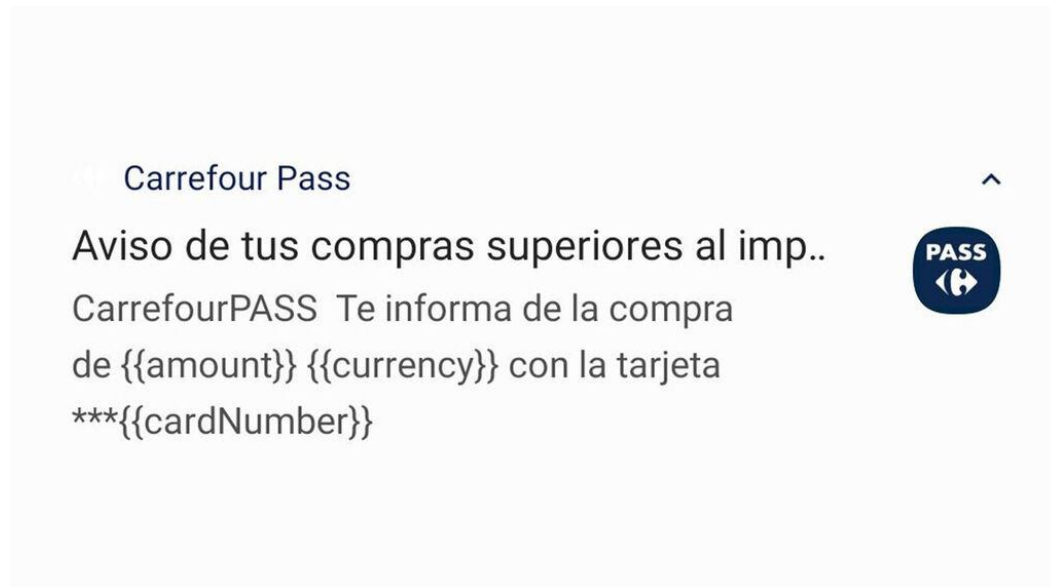 Carrefour Pass
Aviso de tus compras superiores al imp..
PASS
CarrefourPASS Te informa de la compra
de {{amount}} {{currency}} con la tarjeta
***{{cardNumber}}